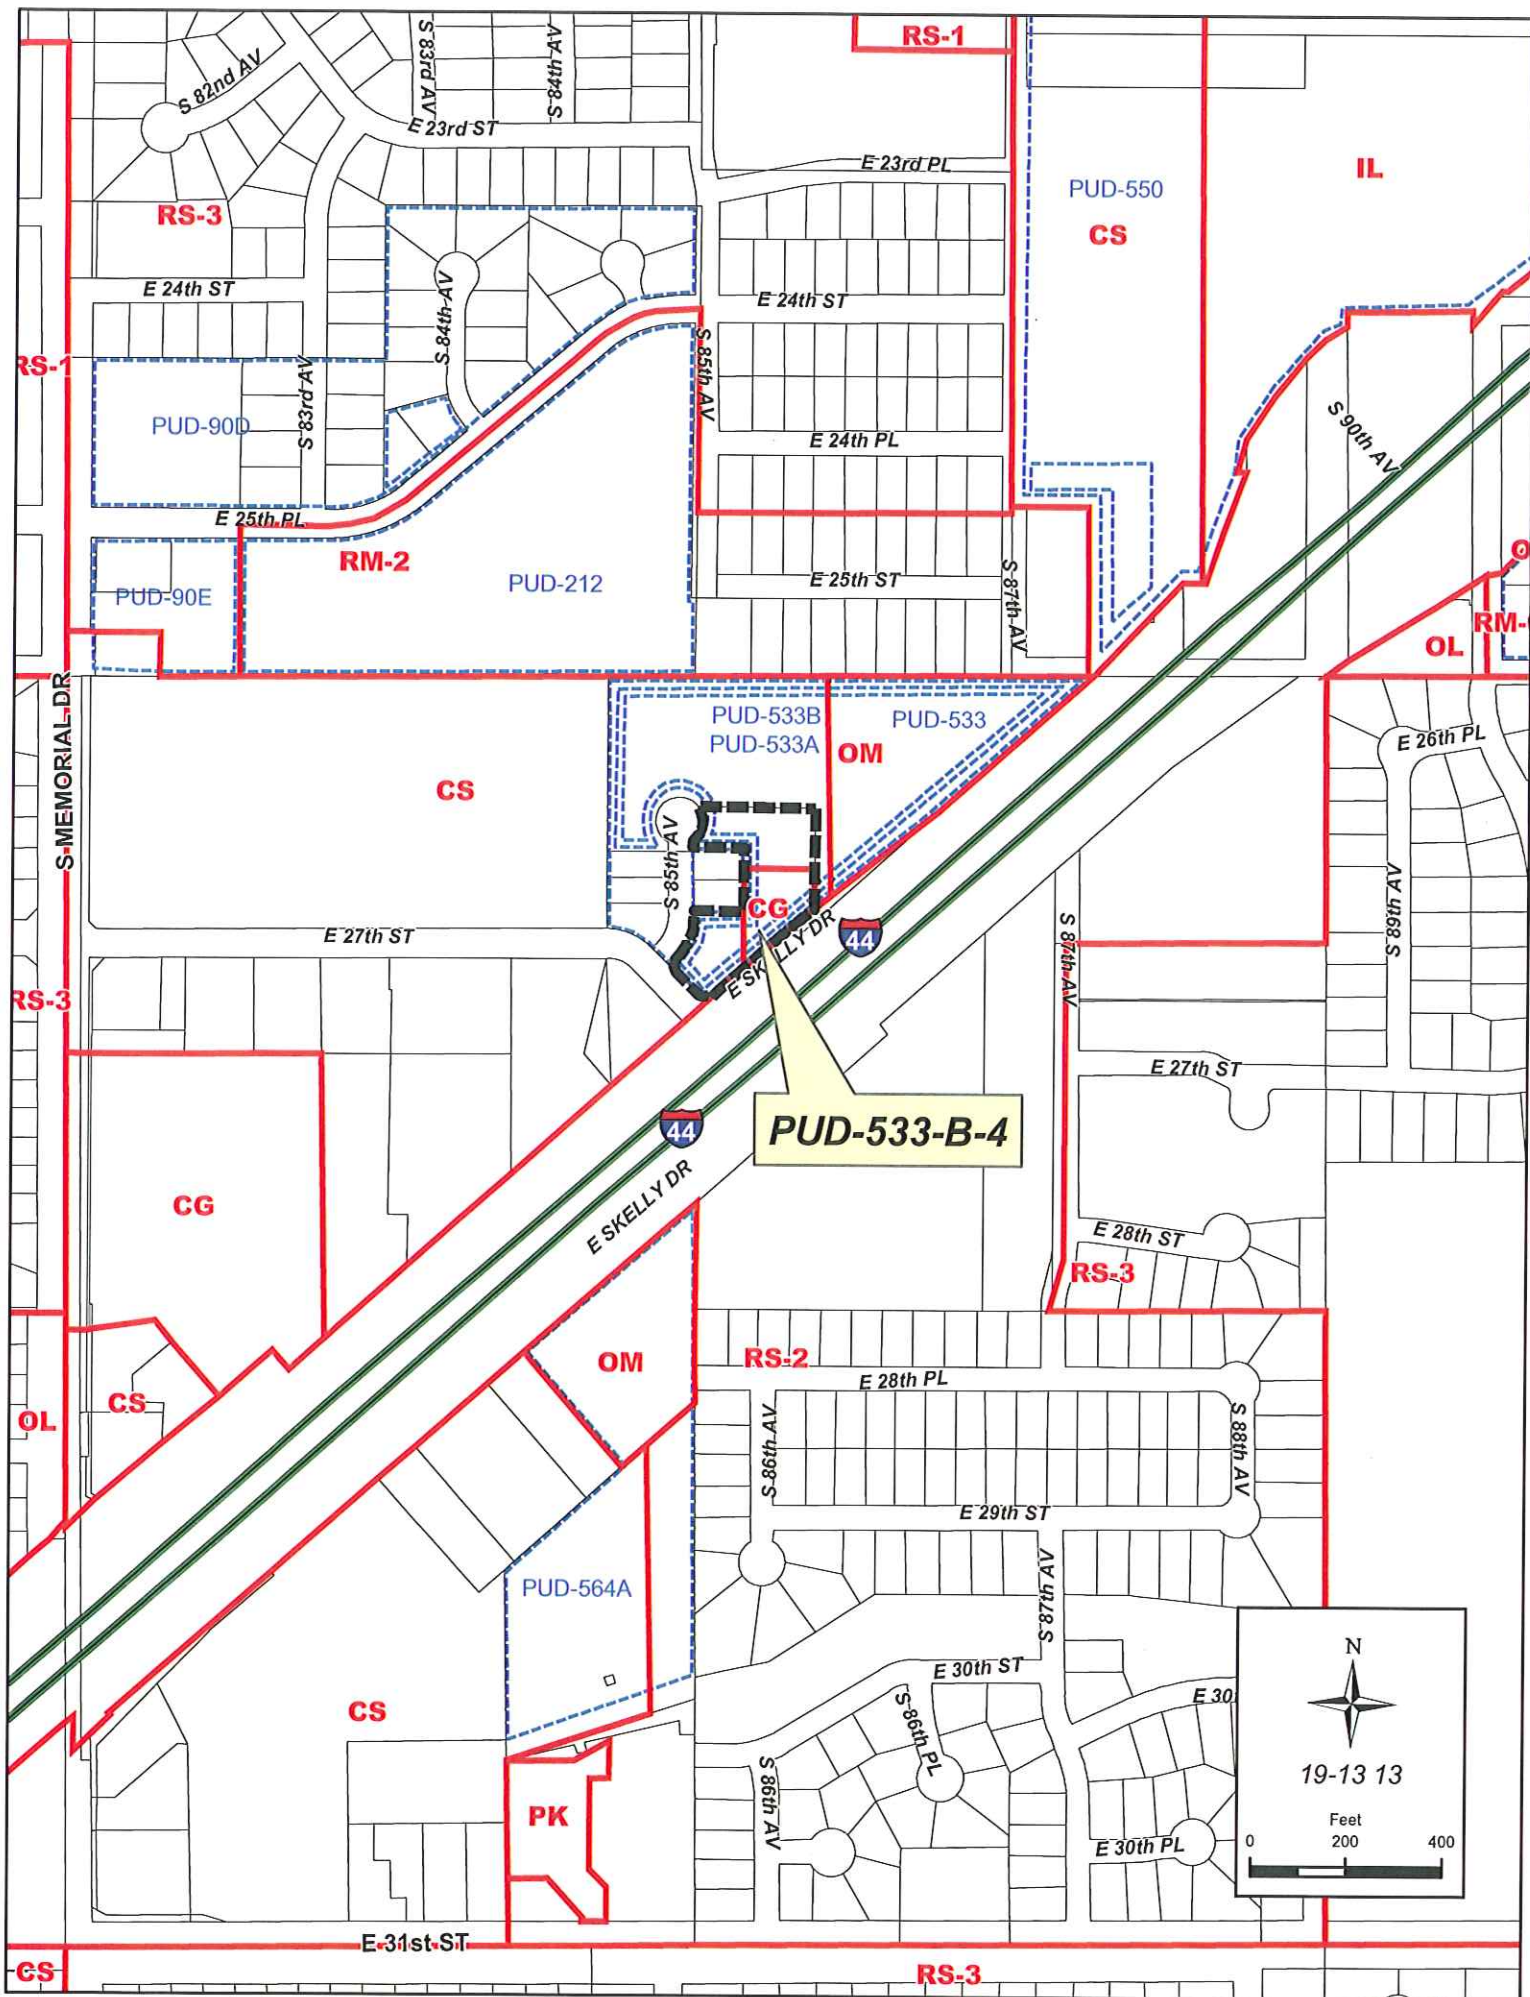 RS-1
S 82nd AV
S 83rd AV
S 84th AV
E 23rd ST
E 23rd PL
IL
PUD-550
CS
RS-3
E 24th ST
S 84th AV
E 24th ST
RS-1
S 83rd AV
S 85th AV
PUD-90D
E 24th PL
S 90th AV
E 25th PL
RM-2
PUD-212
E 25th ST
S 87th AV
PUD-90E
OL
S MEMORIAL DR
PUD-533B
PUD-533A
PUD-533
OM
E 26th PL
CS
S 85th AV
CG
E SKELLY DR
44
E 27th ST
S 87th AV
S 89th AV
RS-3
E 27th ST
44
PUD-533-B-4
E SKELLY DR
CG
E 28th ST
RS-3
OM
RS-2
E 28th PL
CS
OL
S 86th AV
S 88th AV
E 29th ST
PUD-564A
S 87th AV
E 30th ST
E 30
CS
S 86th PL
N
19-13 13
Feet
0 200 400
PK
S 86th AV
E 30th PL
E 31st ST
CS
RS-3